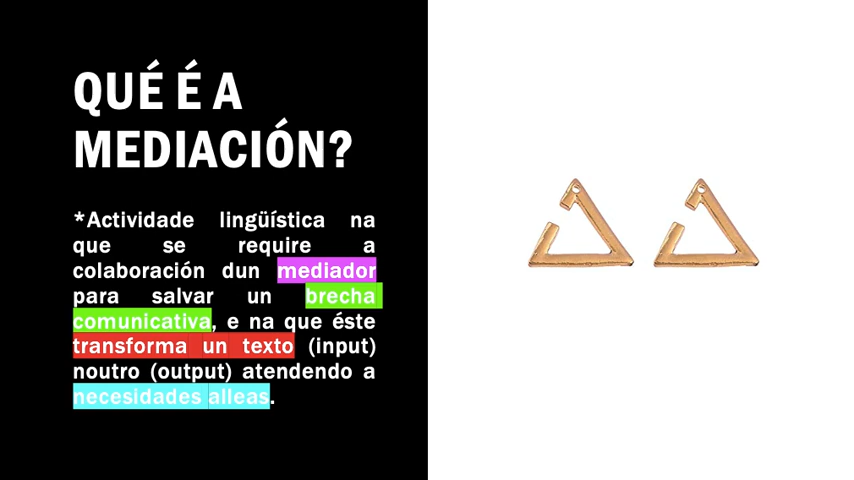 QUÉ É A
MEDIACIÓN?
*Actividade lingüística na
que se require a
colaboración dun mediador
para salvar un brecha
comunicativa, e na que éste
transforma un texto (input)
noutro (output) atendendo a
necesidades alleas.